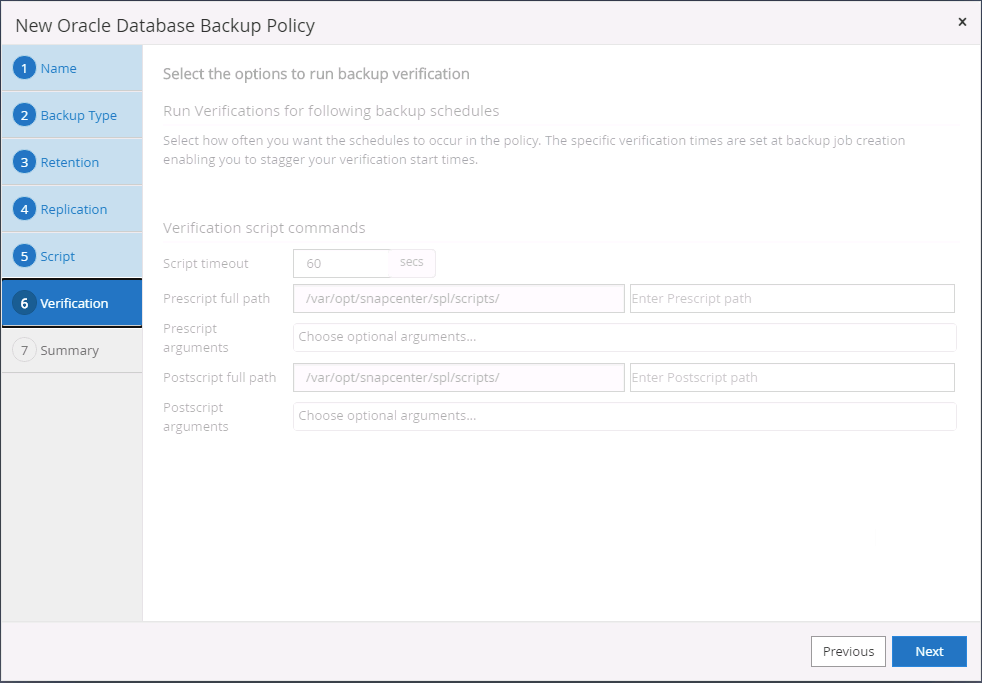 New Oracle Database Backup Policy
×
1 Name
2 Backup Type
3 Retention
4 Replication
5 Script
6 Verification
7 Summary
Select the options to run backup verification
Run Verifications for following backup schedules
Select how often you want the schedules to occur in the policy. The specific verification times are set at backup job creation
enabling you to stagger your verification start times.
Verification script commands
Script timeout 60 secs
Prescript full path /var/opt/snapcenter/spl/scripts/ Enter Prescript path
Prescript
arguments
Choose optional arguments...
Postscript full path /var/opt/snapcenter/spl/scripts/ Enter Postscript path
Postscript
arguments
Choose optional arguments...
Previous Next